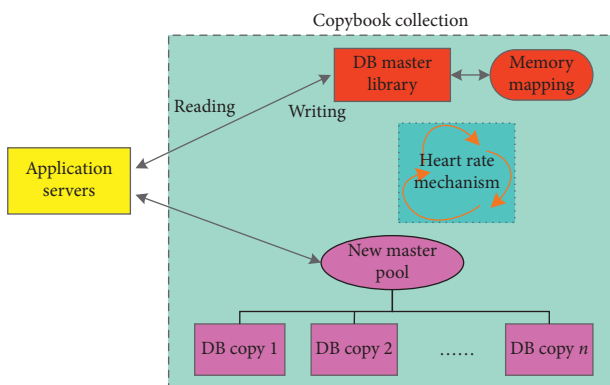 Copybook collection
DB master
library
Memory
mapping
Reading
Writing
Application
servers
Heart rate
mechanism
New master
pool
DB copy 1
DB copy 2
......
DB copy n